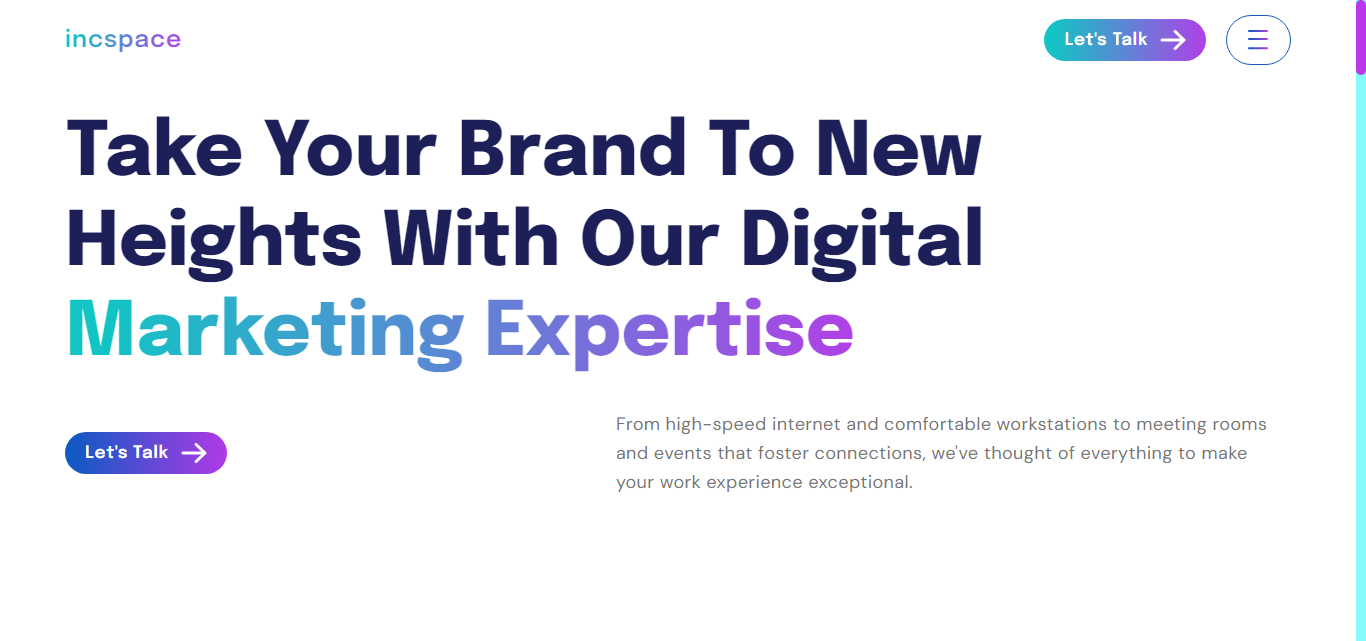 incspace
Let's Talk
Take Your Brand To New
Heights With Our Digital
Marketing Expertise
Let's Talk
From high-speed internet and comfortable workstations to meeting rooms
and events that foster connections, we've thought of everything to make
your work experience exceptional.